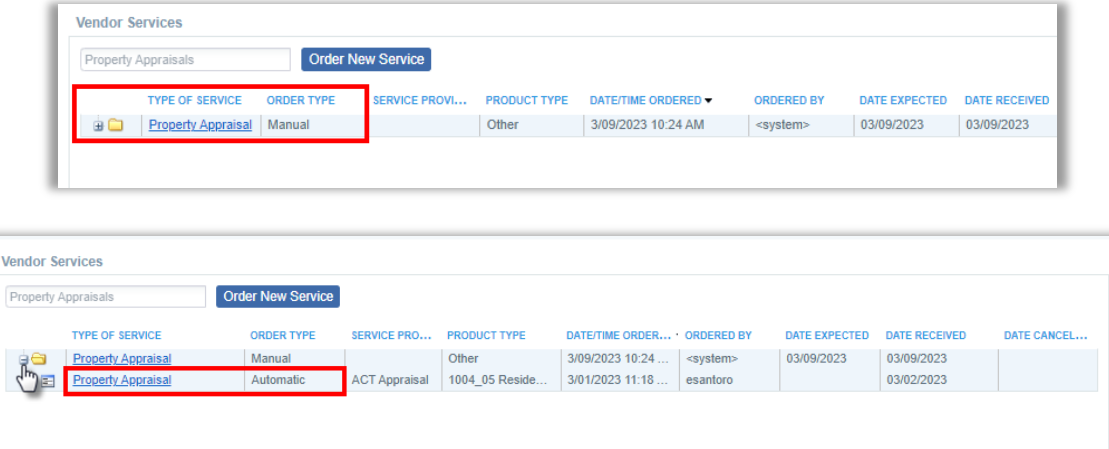 Vendor Services
Property Appraisals Order New Service
TYPE OF SERVICE ORDER TYPE SERVICE PROVI... PRODUCT TYPE DATE/TIME ORDERED ORDERED BY DATE EXPECTED DATE RECEIVED
Property Appraisal Manual Other 3/09/2023 10:24 AM <system> 03/09/2023 03/09/2023
Vendor Services
Property Appraisals Order New Service
TYPE OF SERVICE ORDER TYPE SERVICE PRO... PRODUCT TYPE DATE/TIME ORDER... ORDERED BY DATE EXPECTED DATE RECEIVED DATE CANCEL...
Property Appraisal Manual Other 3/09/2023 10:24 ... <system> 03/09/2023 03/09/2023
Property Appraisal Automatic ACT Appraisal 1004_05 Reside... 3/01/2023 11:18 ... esantoro 03/02/2023